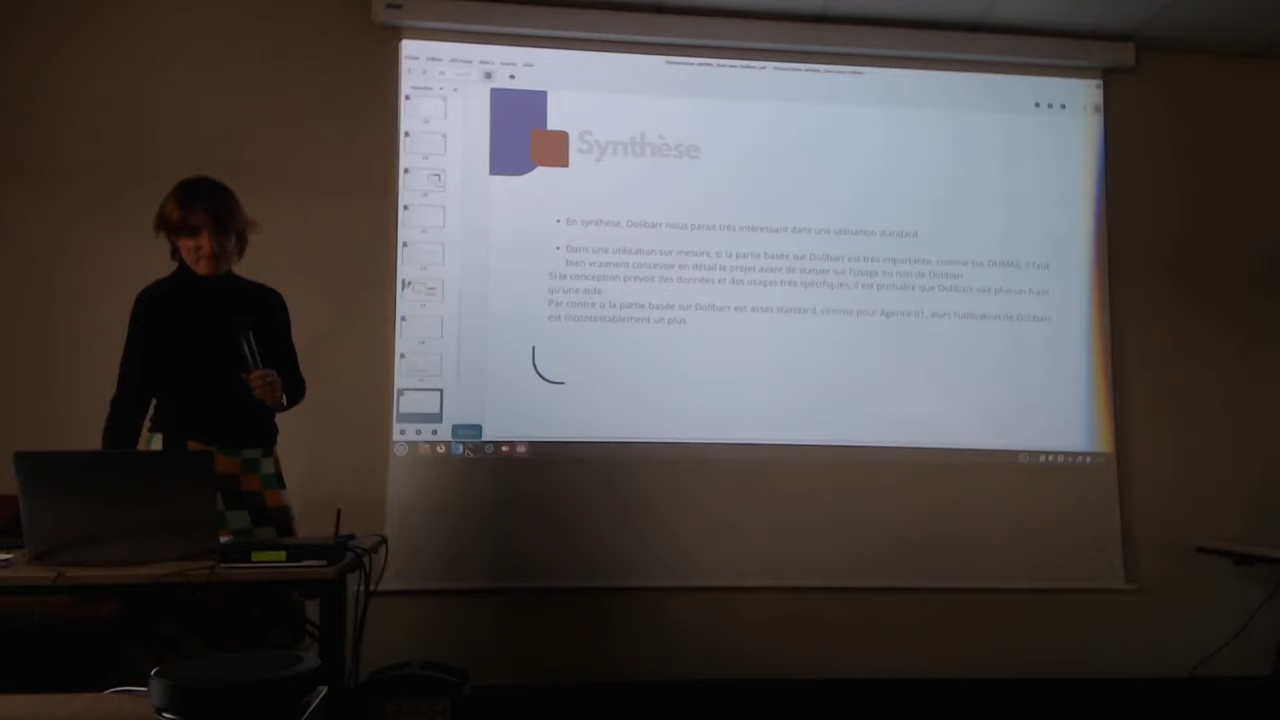 Synthèse
• En synthèse, Dolibarr nous parait très intéressant dans une utilisation standard
• Dans une utilisation sur-mesure, si la partie basée sur Dolibarr est très importante, comme sur il faut
bien vraiment concevoir en détail le projet avant de statuer sur l'usage ou non de Dolibarr
Si la conception prévoit des données et des usages très spécifiques, il est probable que Dolibarr soit plus un frein
qu'une aide.
Par contre si la partie basée sur Dolibarr est assez standard, comme pour Agence 01, alors l'utilisation de Dolibarr
est incontestablement un plus